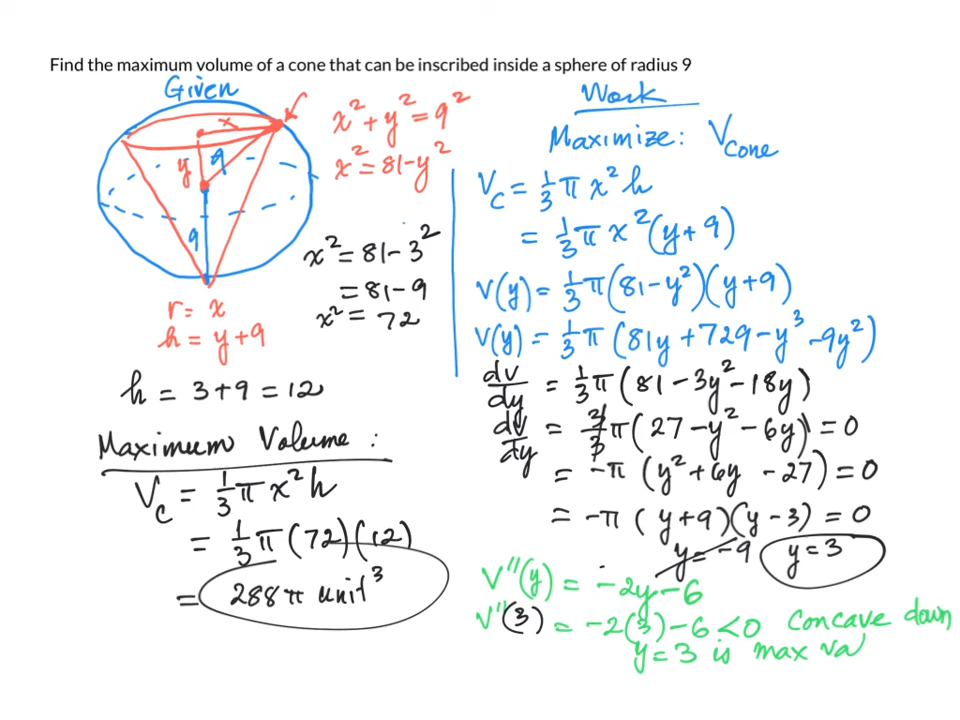 Find the maximum volume of a cone that can be inscribed inside a sphere of radius 9
Given
x
y
9
9
x² + y² = 9²
x² = 81 - y²
r = x
h = y + 9
x² = 81 - 3²
= 81 - 9
x² = 72
h = 3 + 9 = 12
Maximum Volume :
V_C = 1/3 π x² h
= 1/3 π (72)(12)
= 288 π unit³
Work
Maximize: V_Cone
V_C = 1/3 π x² h
= 1/3 π x² (y + 9)
V(y) = 1/3 π (81 - y²)(y + 9)
V(y) = 1/3 π (81y + 729 - y³ - 9y²)
dv/dy = 1/3 π (81 - 3y² - 18y)
dv/dy = 3/3 π (27 - y² - 6y) = 0
= -π (y² + 6y - 27) = 0
= -π (y + 9)(y - 3) = 0
y = -9 y = 3
V''(y) = -2y - 6
V''(3) = -2(3) - 6 < 0 Concave down
y = 3 is max va